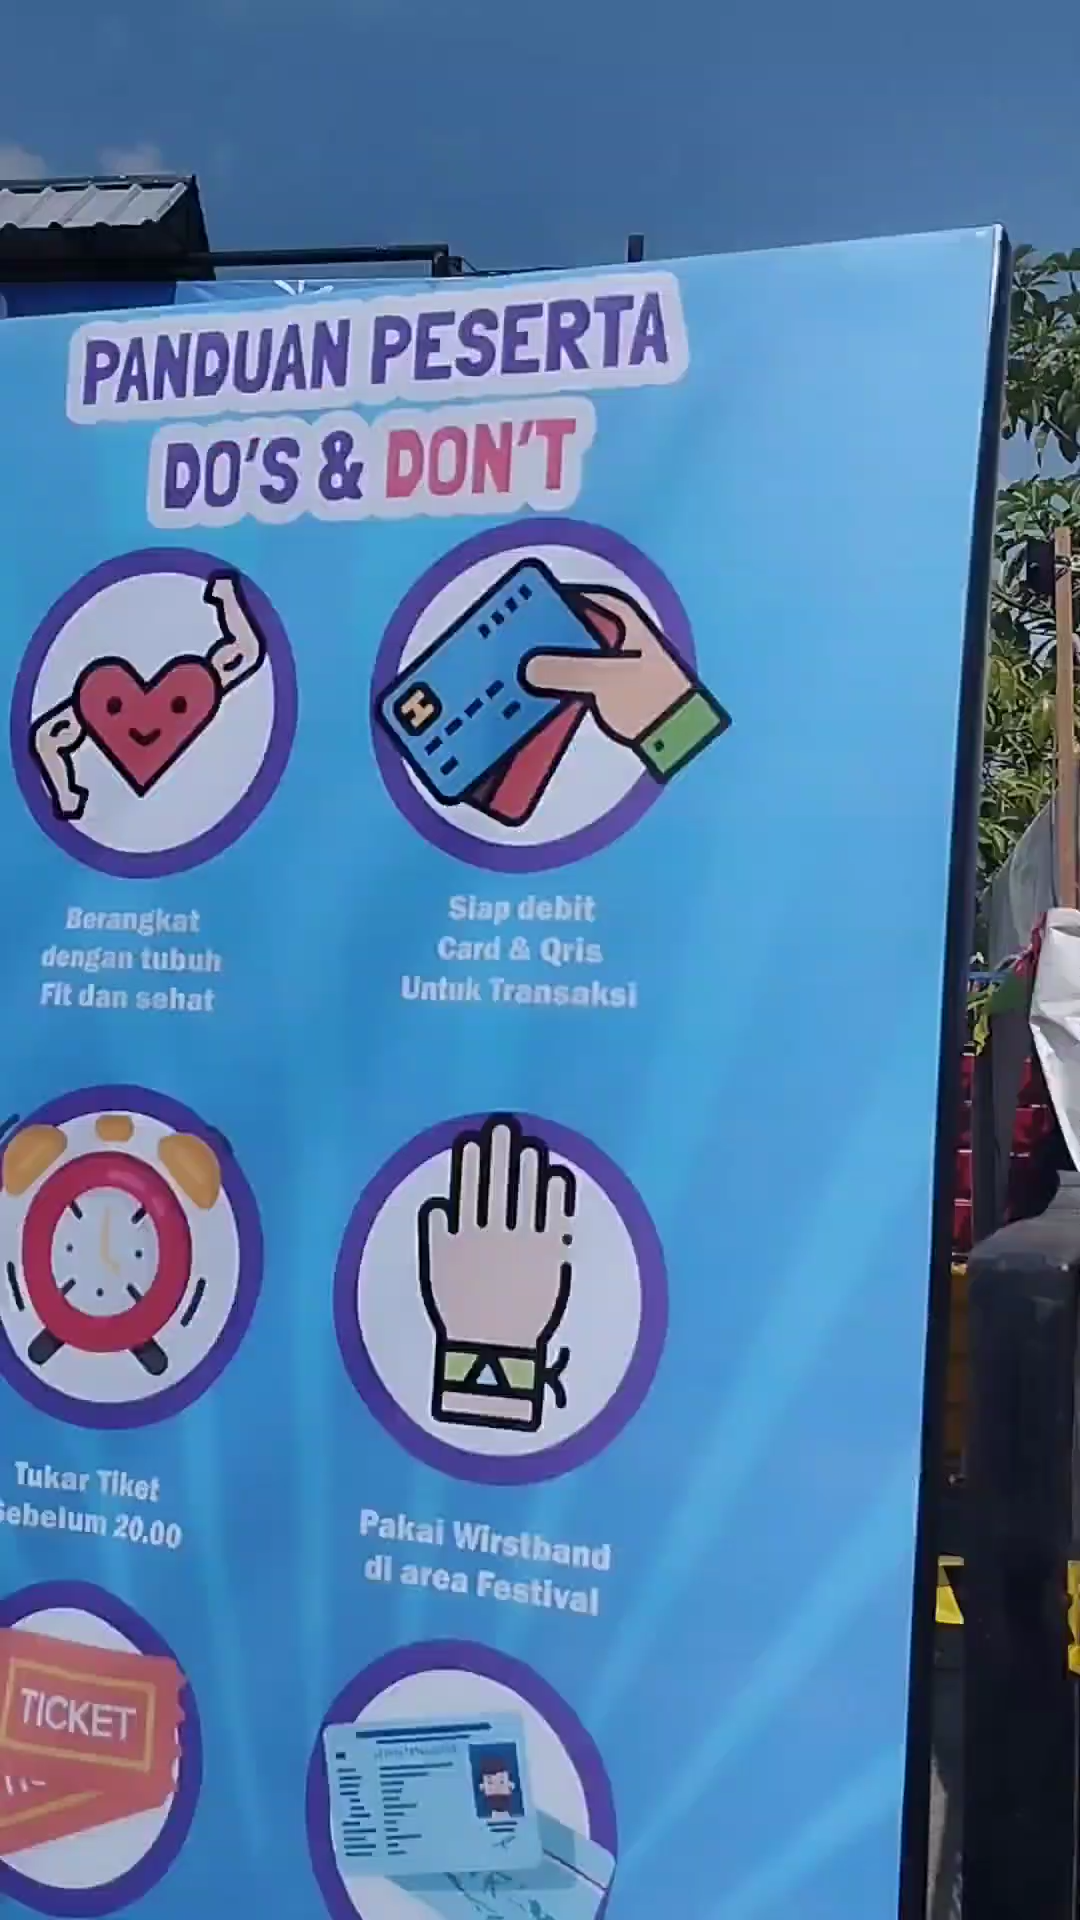 PANDUAN PESERTA
DO'S & DON'T
Berangkat
dengan tubuh
Fit dan sehat
Siap debit
Card & Qris
Untuk Transaksi
Tukar Tiket
Sebelum 20.00
Pakai Wirstband
di area Festival
TICKET